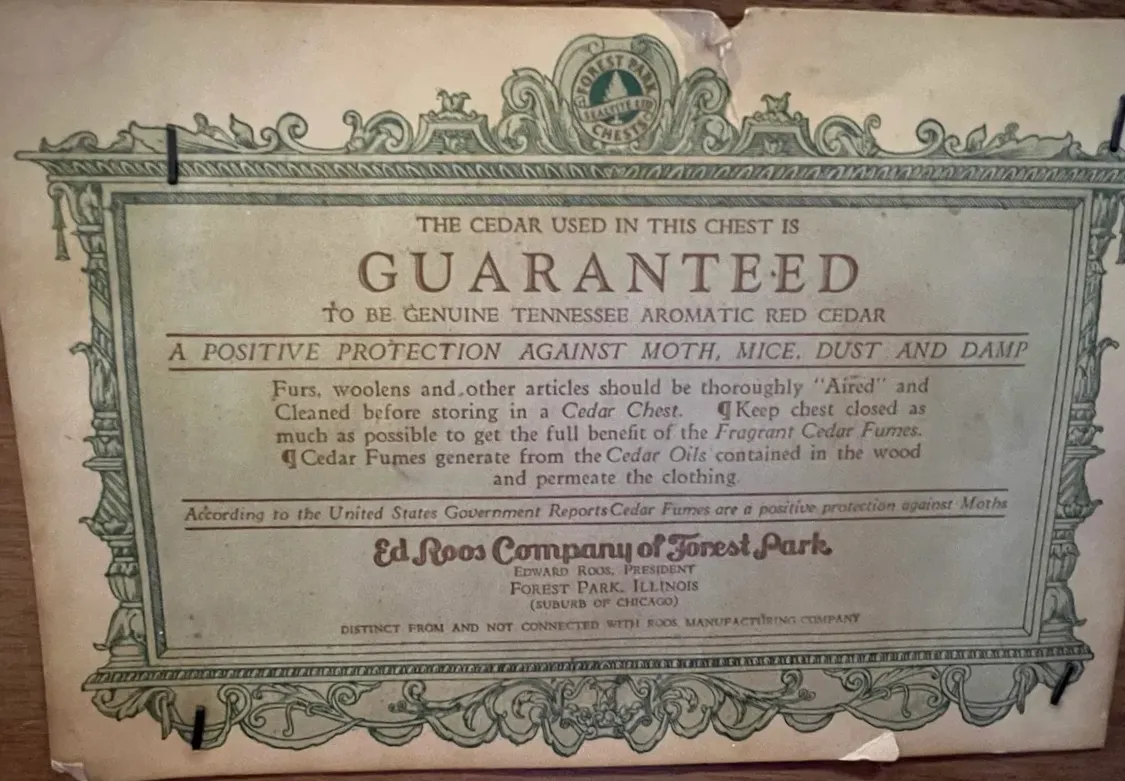 FOREST PARK
SEALTITE LID
CHESTS
THE CEDAR USED IN THIS CHEST IS
GUARANTEED
TO BE GENUINE TENNESSEE AROMATIC RED CEDAR
A POSITIVE PROTECTION AGAINST MOTH, MICE, DUST AND DAMP
Furs, woolens and other articles should be thoroughly "Aired" and
Cleaned before storing in a Cedar Chest. ¶ Keep chest closed as
much as possible to get the full benefit of the Fragrant Cedar Fumes.
¶ Cedar Fumes generate from the Cedar Oils contained in the wood
and permeate the clothing.
According to the United States Government Reports Cedar Fumes are a positive protection against Moths
Ed Roos Company of Forest Park
EDWARD ROOS, PRESIDENT
FOREST PARK, ILLINOIS
(SUBURB OF CHICAGO)
DISTINCT FROM AND NOT CONNECTED WITH ROOS MANUFACTURING COMPANY